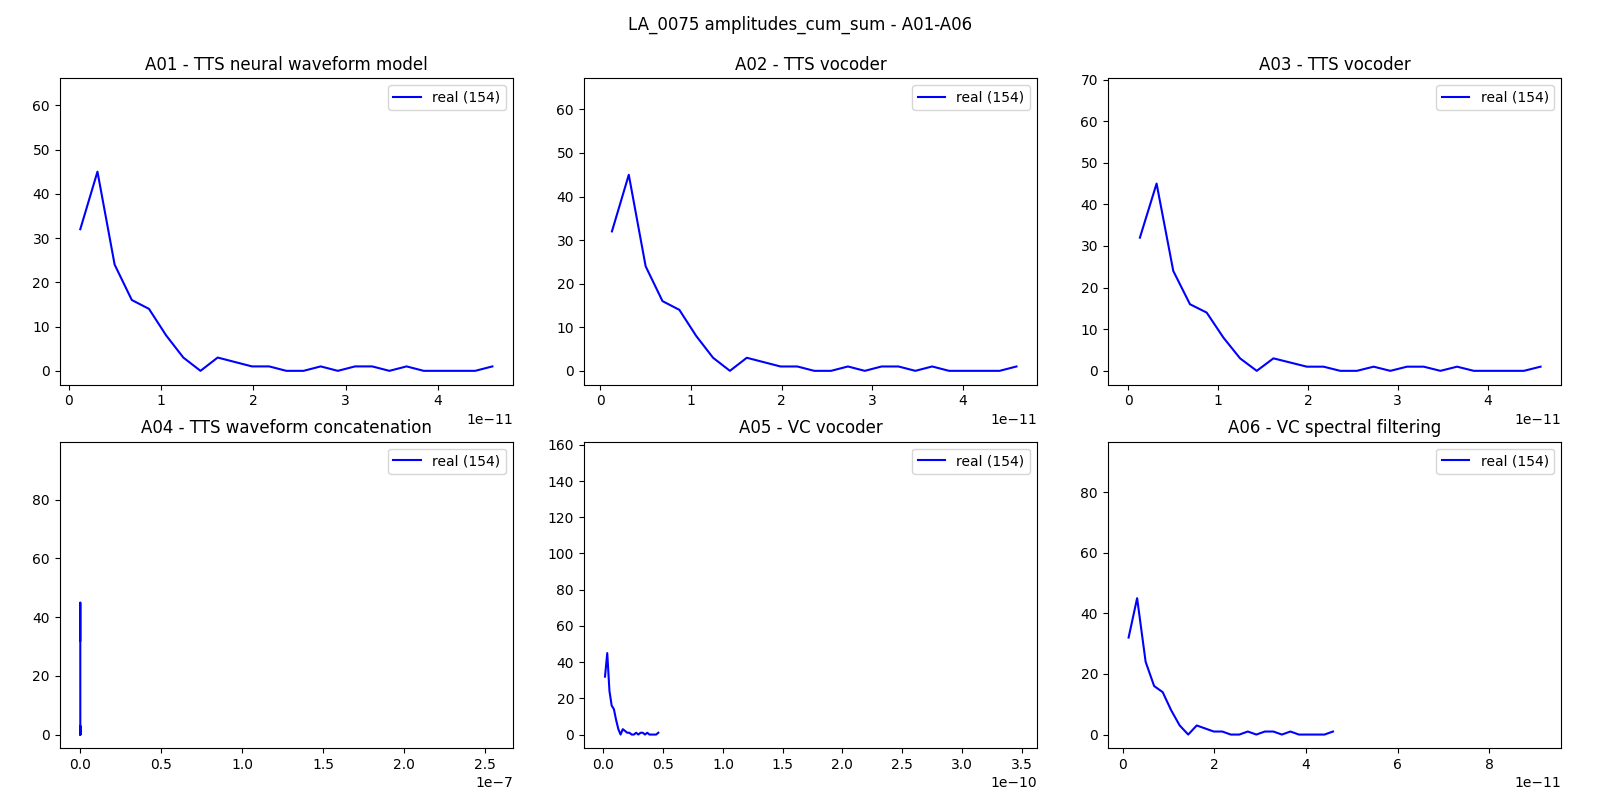 LA_0075 amplitudes_cum_sum - A01-A06
A01 - TTS neural waveform model
real (154)
60
50
40
30
20
10
0
0 1 2 3 4
1e−11
A02 - TTS vocoder
real (154)
60
50
40
30
20
10
0
0 1 2 3 4
1e−11
A03 - TTS vocoder
real (154)
70
60
50
40
30
20
10
0
0 1 2 3 4
1e−11
A04 - TTS waveform concatenation
real (154)
80
60
40
20
0
0.0 0.5 1.0 1.5 2.0 2.5
1e−7
A05 - VC vocoder
real (154)
160
140
120
100
80
60
40
20
0
0.0 0.5 1.0 1.5 2.0 2.5 3.0 3.5
1e−10
A06 - VC spectral filtering
real (154)
80
60
40
20
0
0 2 4 6 8
1e−11